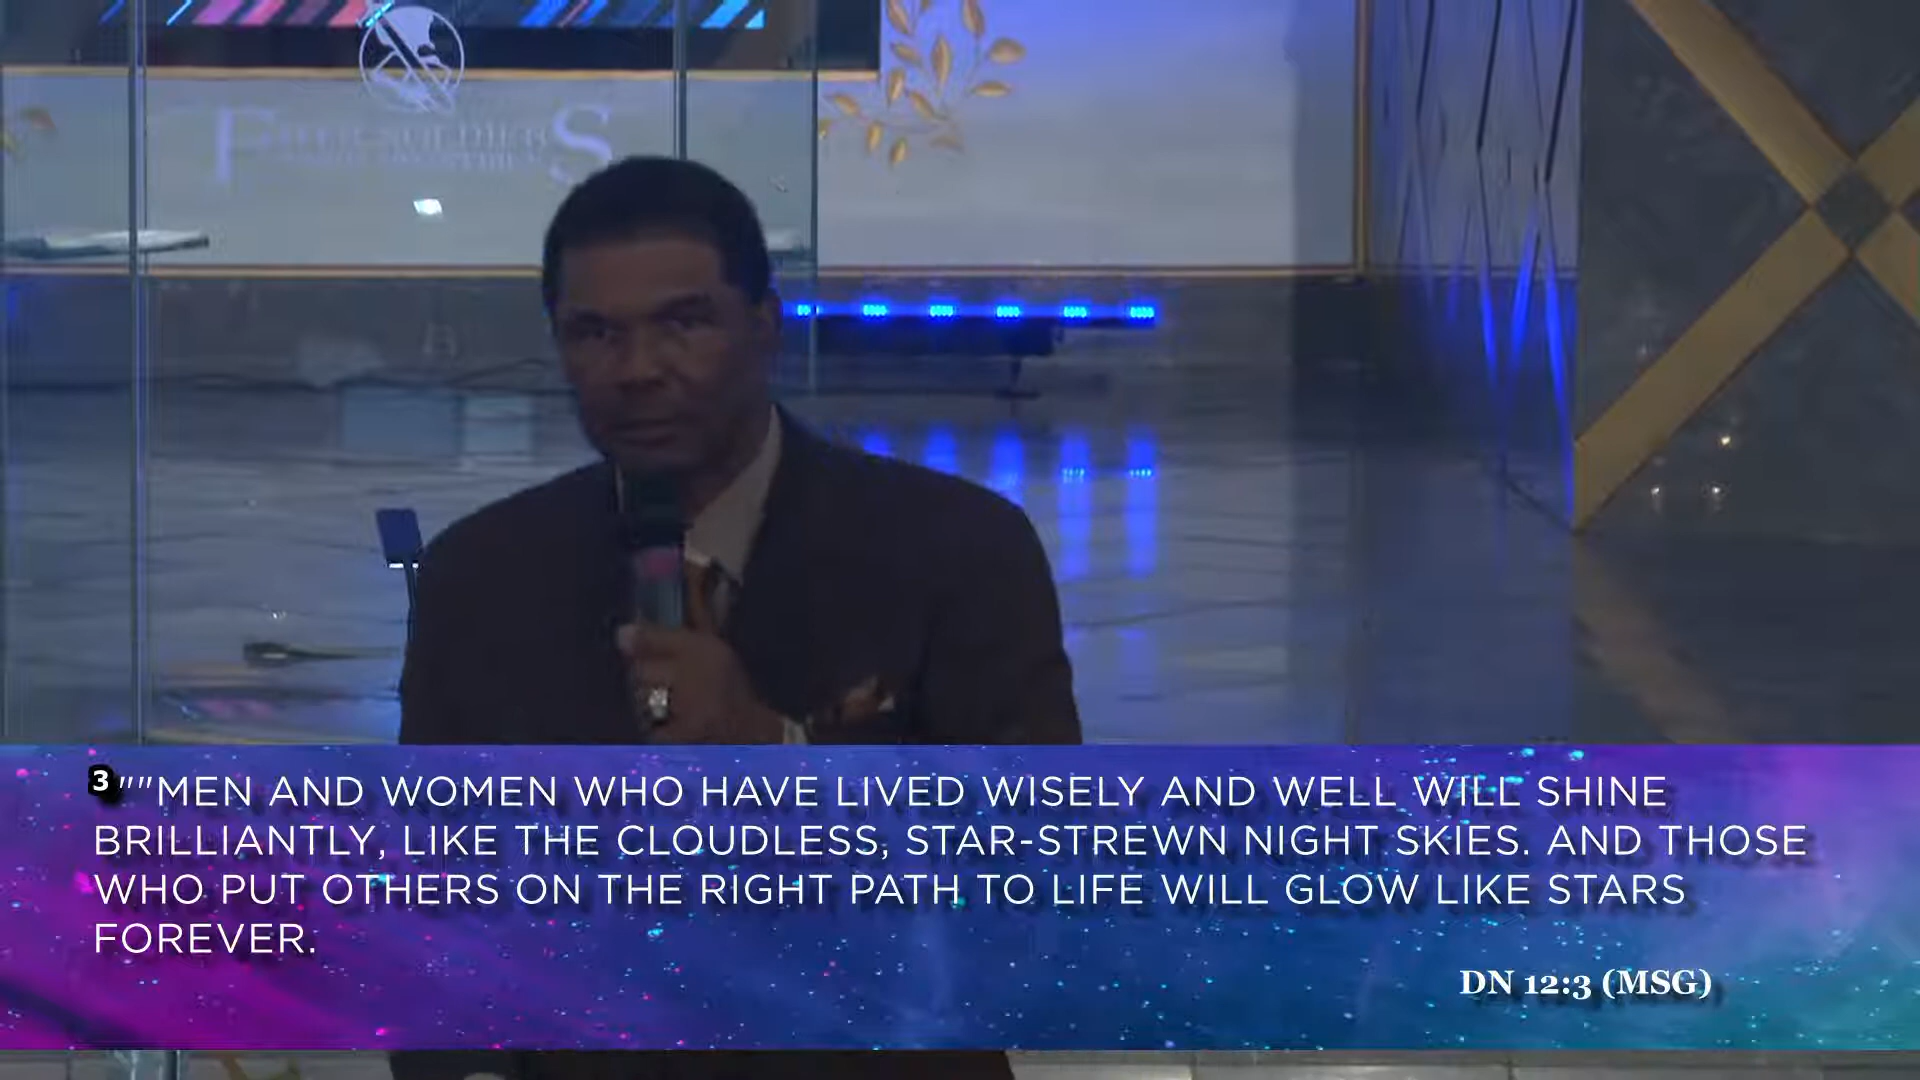 3 ""MEN AND WOMEN WHO HAVE LIVED WISELY AND WELL WILL SHINE
BRILLIANTLY, LIKE THE CLOUDLESS, STAR-STREWN NIGHT SKIES. AND THOSE
WHO PUT OTHERS ON THE RIGHT PATH TO LIFE WILL GLOW LIKE STARS
FOREVER.
DN 12:3 (MSG)